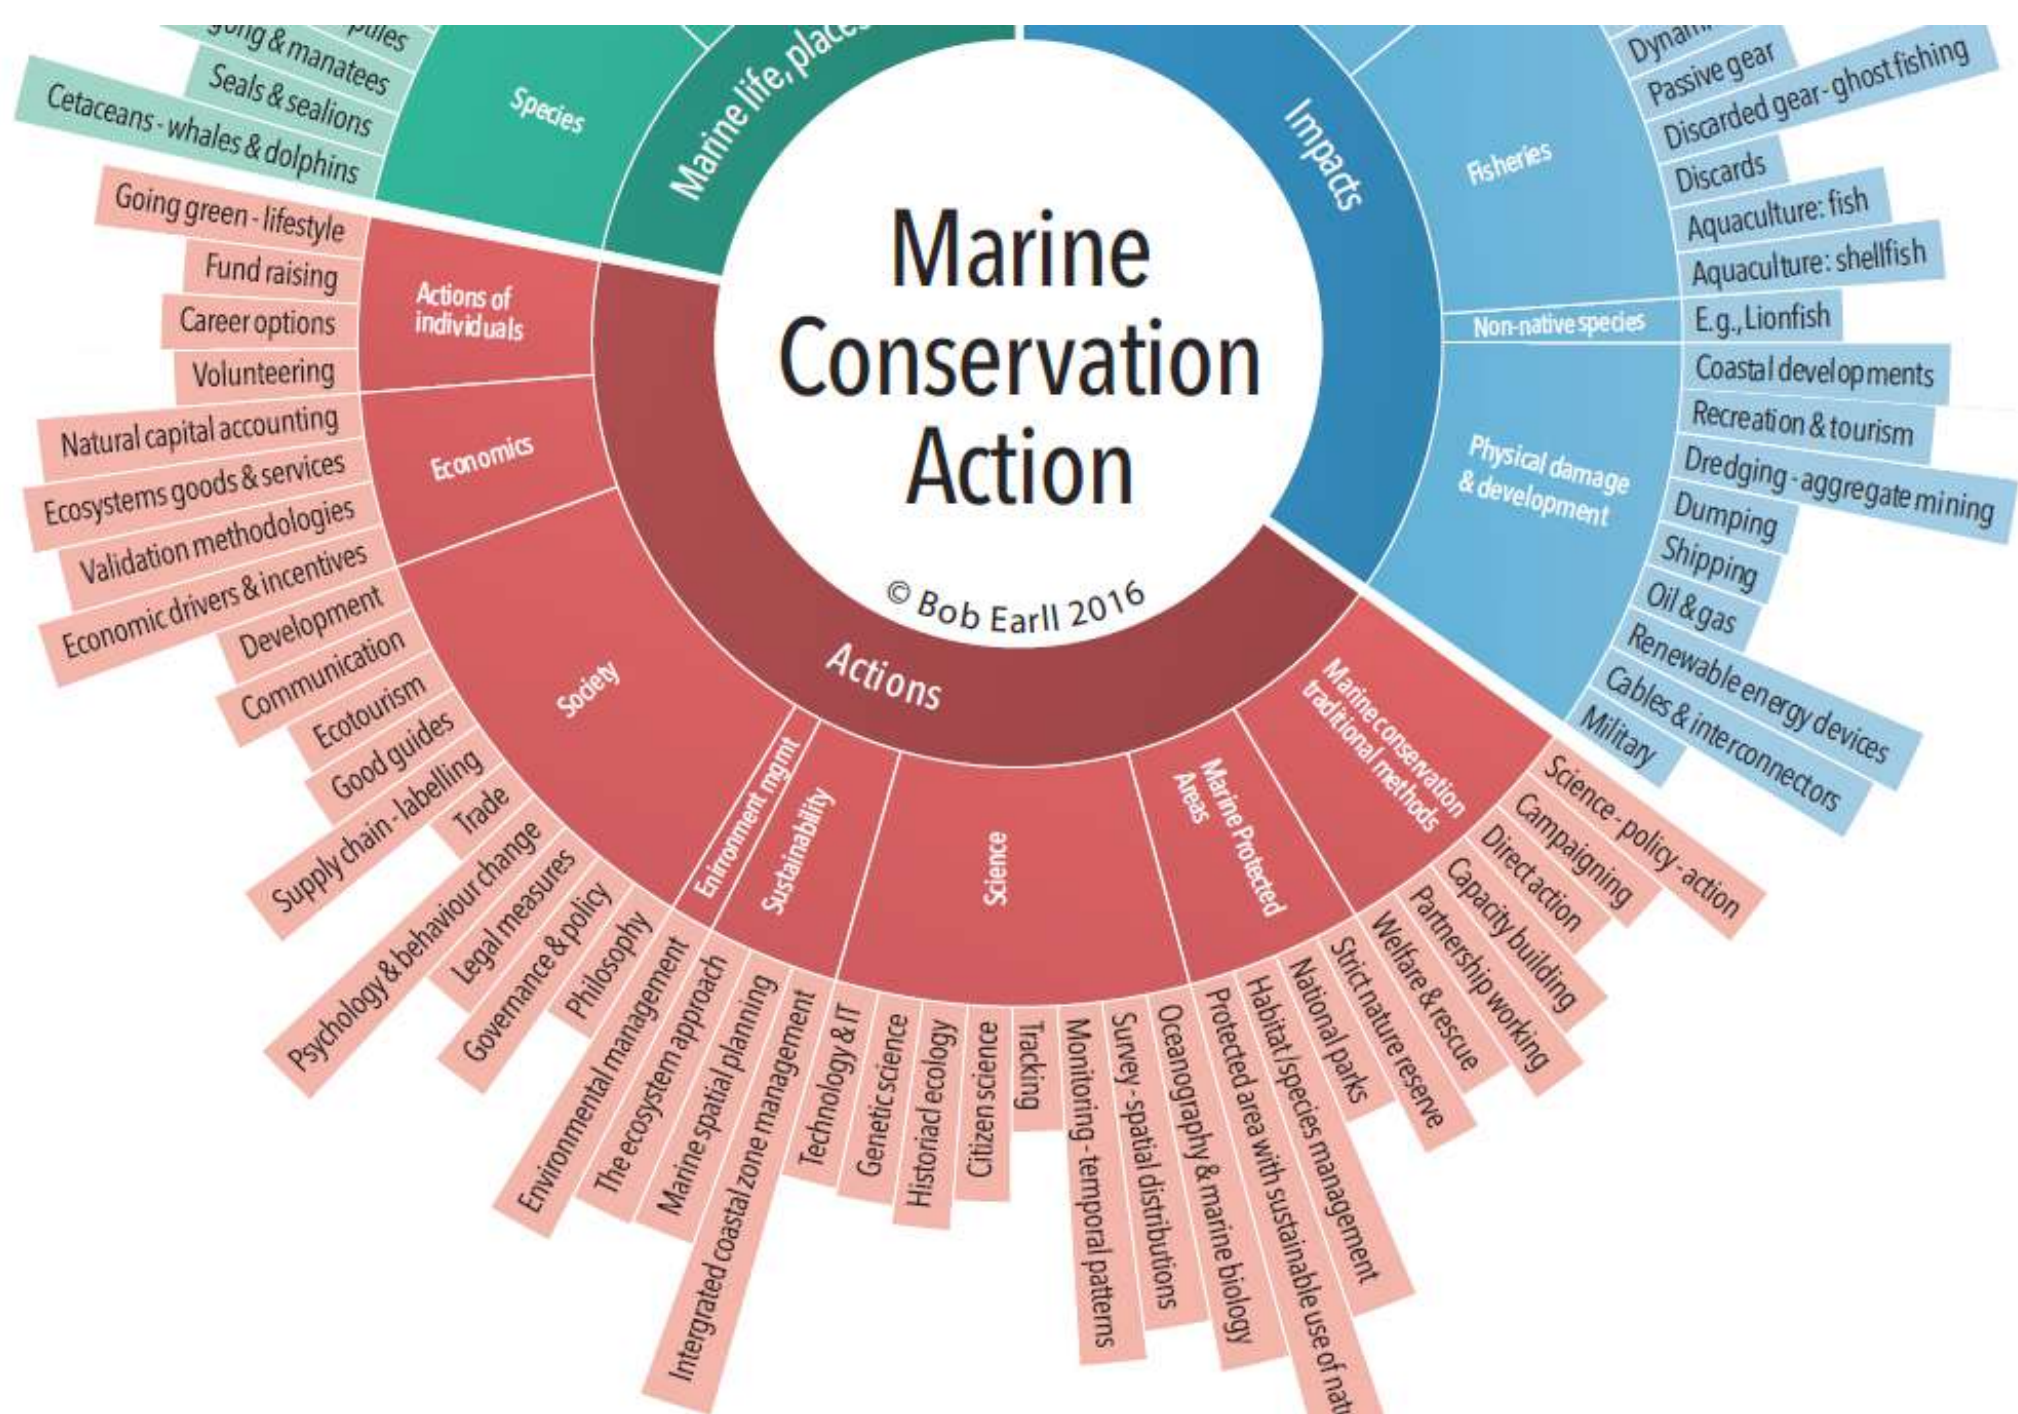 Marine
Conservation
Action
© Bob Earll 2016
Marine life, places
Species
& manatees
Seals & sealions
Cetaceans - whales & dolphins
Impacts
Fisheries
Passive gear
Discarded gear - ghost fishing
Discards
Aquaculture: fish
Aquaculture: shellfish
Non-native species
E.g., Lionfish
Physical damage
& development
Coastal developments
Recreation & tourism
Dredging - aggregate mining
Dumping
Shipping
Oil & gas
Renewable energy devices
Cables & interconnectors
Military
Actions
Marine conservation
traditional methods
Science - policy - action
Campaigning
Direct action
Capacity building
Partnership working
Welfare & rescue
Marine Protected
Areas
Strict nature reserve
National parks
Habitat/species management
Protected area with sustainable use of
Science
Oceanography & marine biology
Survey - spatial distributions
Monitoring - temporal patterns
Tracking
Citizen science
Historiacl ecology
Genetic science
Technology & IT
Sustainability
Intergrated coastal zone management
Marine spatial planning
The ecosystem approach
Enirronment mgmt
Environmental management
Society
Philosophy
Governance & policy
Legal measures
Psychology & behaviour change
Trade
Supply chain - labelling
Good guides
Ecotourism
Communication
Development
Economics
Economic drivers & incentives
Validation methodologies
Ecosystems goods & services
Natural capital accounting
Actions of
individuals
Volunteering
Career options
Fund raising
Going green - lifestyle